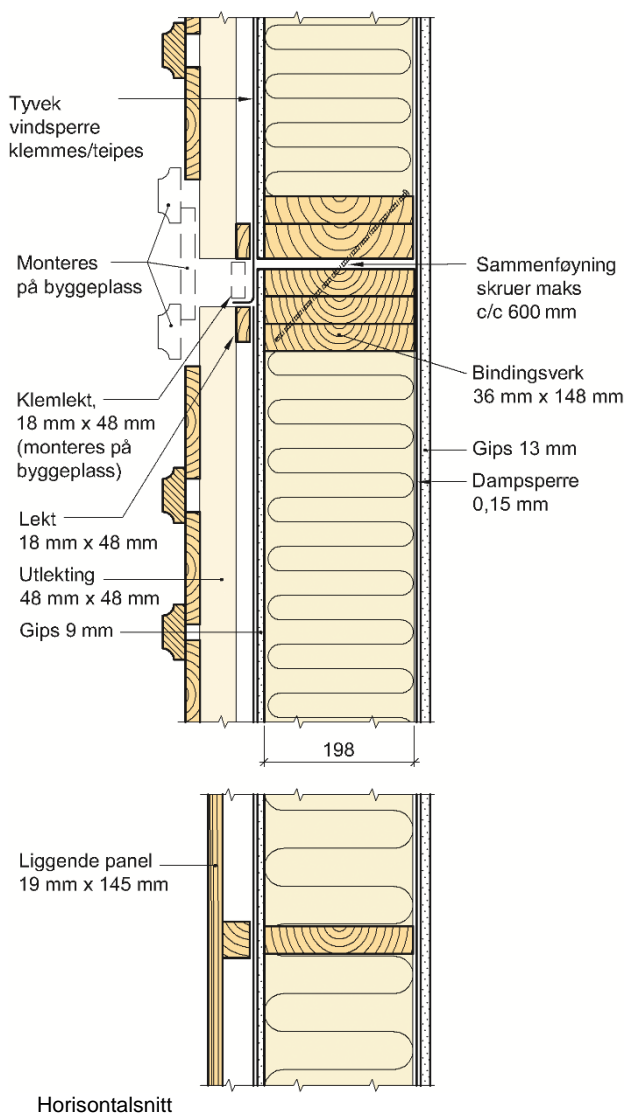 Tyvek
vindsperre
klemmes/teipes
Monteres
på byggeplass
Klemlekt,
18 mm x 48 mm
(monteres på
byggeplass)
Lekt
18 mm x 48 mm
Utlekting
48 mm x 48 mm
Gips 9 mm
Sammenføyning
skruer maks
c/c 600 mm
Bindingsverk
36 mm x 148 mm
Gips 13 mm
Dampsperre
0,15 mm
198
Liggende panel
19 mm x 145 mm
Horisontalsnitt